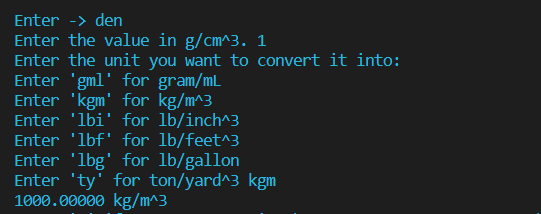 Enter -> den
Enter the value in g/cm^3. 1
Enter the unit you want to convert it into:
Enter 'gml' for gram/mL
Enter 'kgm' for kg/m^3
Enter 'lbi' for lb/inch^3
Enter 'lbf' for lb/feet^3
Enter 'lbg' for lb/gallon
Enter 'ty' for ton/yard^3 kgm
1000.00000 kg/m^3